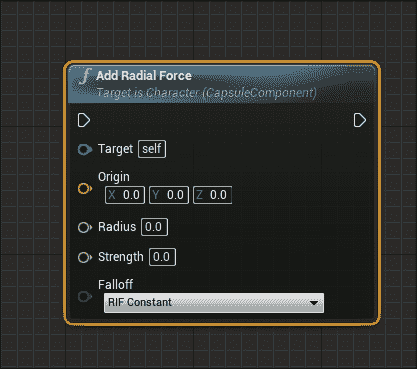 f Add Radial Force
Target is Character (CapsuleComponent)
Target self
Origin
X 0.0 Y 0.0 Z 0.0
Radius 0.0
Strength 0.0
Falloff
RIF Constant